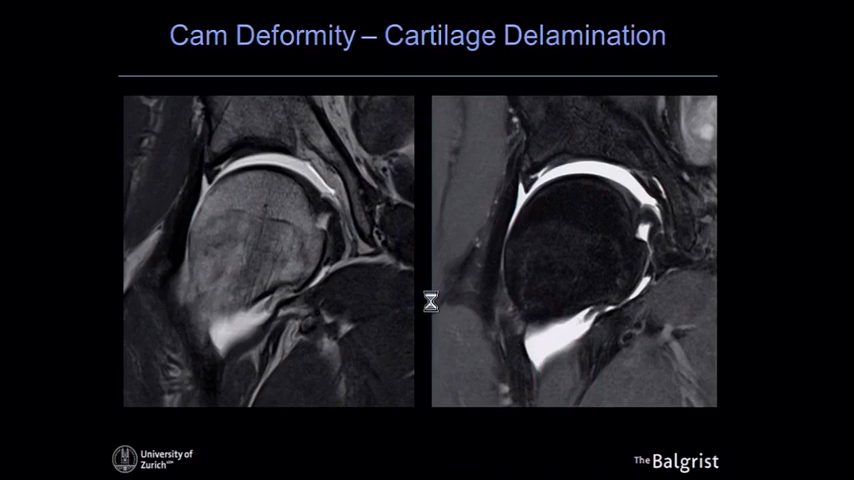 Cam Deformity – Cartilage Delamination
University of
Zurich
The Balgrist